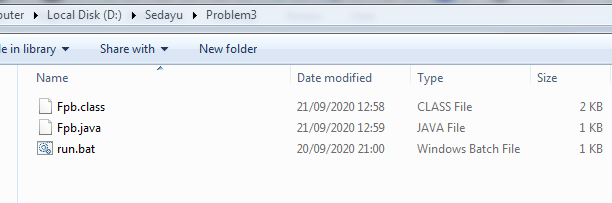 puter ▸ Local Disk (D:) ▸ Sedayu ▸ Problem3
le in library ▾ Share with ▾ New folder
Name Date modified Type Size
Fpb.class 21/09/2020 12:58 CLASS File 2 KB
Fpb.java 21/09/2020 12:59 JAVA File 1 KB
run.bat 20/09/2020 21:00 Windows Batch File 1 KB